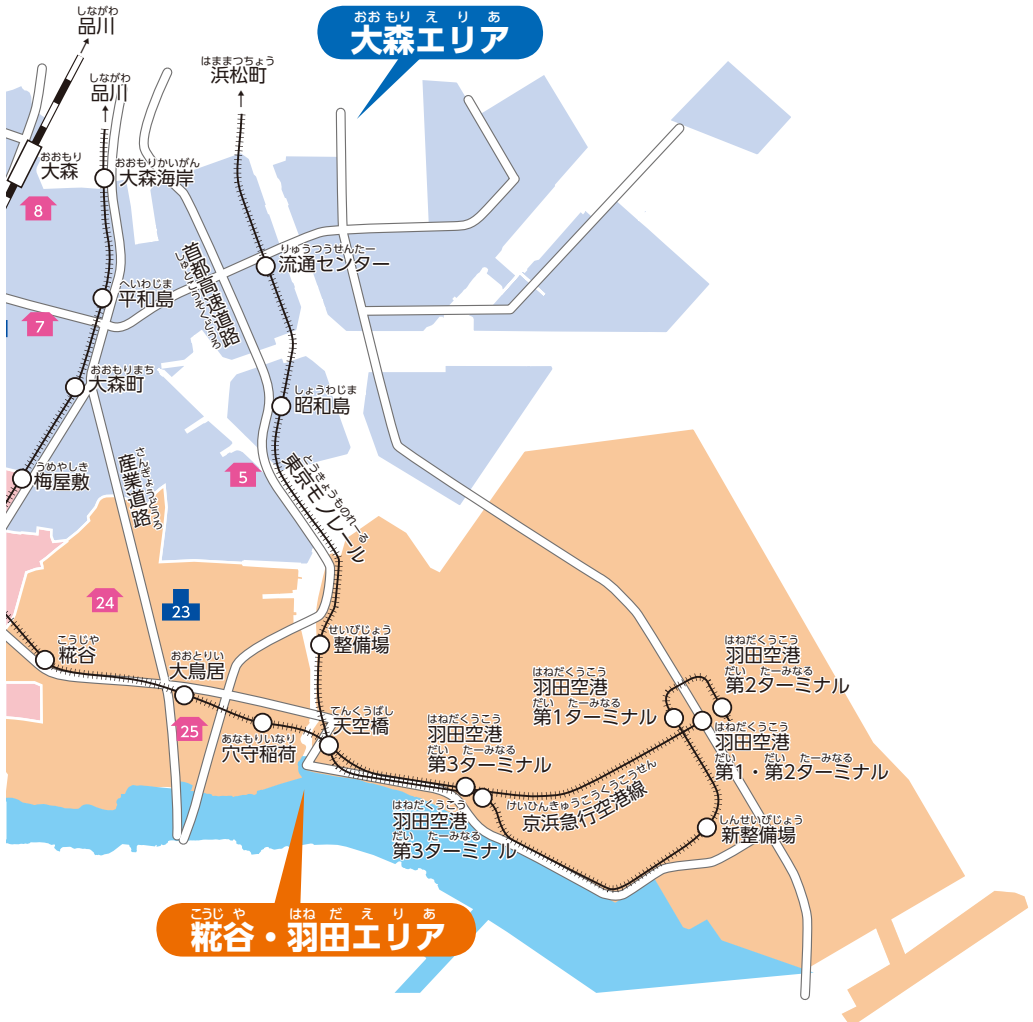 しながわ
品川
しながわ
品川
はままつちょう
浜松町
おおもりえりあ
大森エリア
おおもり
大森
おおもりかいがん
大森海岸
8
りゅうつうせんたー
流通センター
首都高速道路
しゅとこうそくどうろ
へいわじま
平和島
7
おおもりまち
大森町
しょうわじま
昭和島
うめやしき
梅屋敷
さんぎょうどうろ
産業道路
5
とうきょうものれーる
東京モノレール
24
23
こうじや
糀谷
おおとりい
大鳥居
せいびじょう
整備場
25
あなもりいなり
穴守稲荷
てんくうばし
天空橋
はねだくうこう
羽田空港
だい たーみなる
第3ターミナル
はねだくうこう
羽田空港
だい たーみなる
第1ターミナル
はねだくうこう
羽田空港
だい たーみなる
第2ターミナル
はねだくうこう
羽田空港
だい だい たーみなる
第1・第2ターミナル
はねだくうこう
羽田空港
だい たーみなる
第3ターミナル
けいひんきゅうこうくうこうせん
京浜急行空港線
しんせいびじょう
新整備場
こうじや はねだえりあ
糀谷・羽田エリア